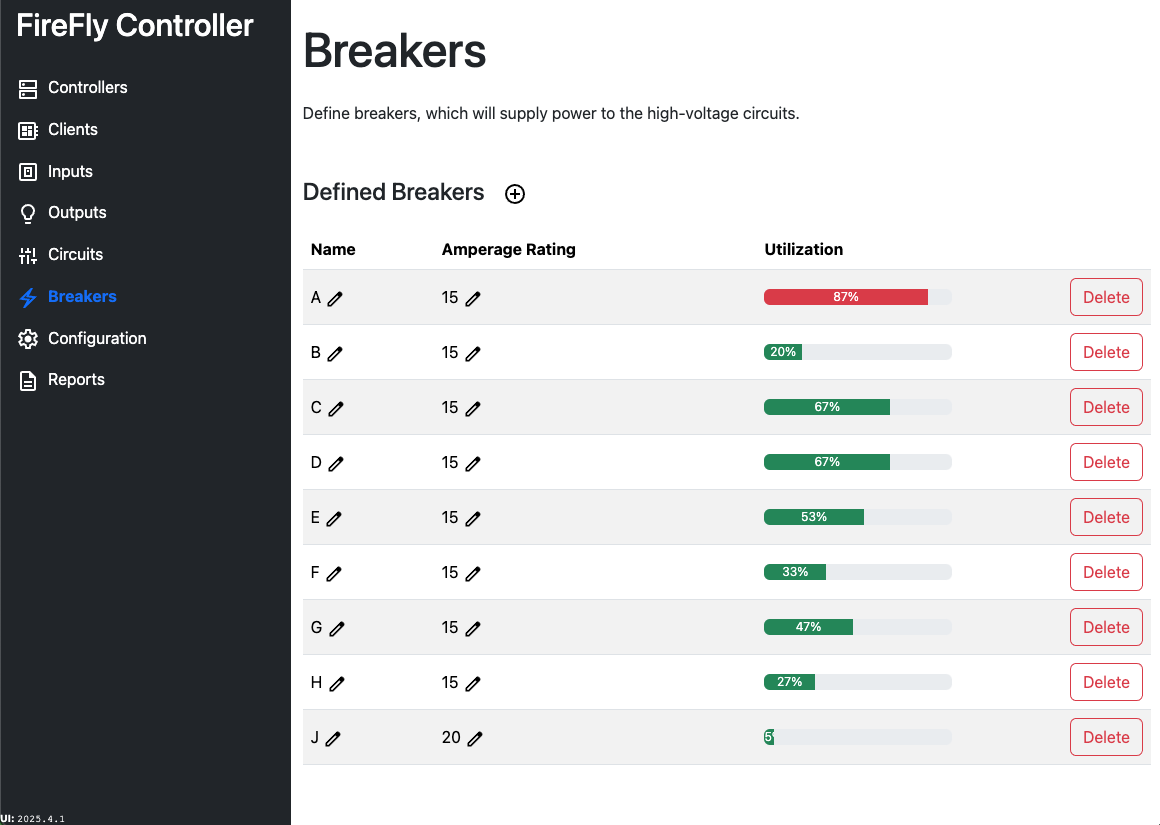 FireFly Controller
Controllers
Clients
Inputs
Outputs
Circuits
Breakers
Configuration
Reports
UI: 2025.4.1
Breakers
Define breakers, which will supply power to the high-voltage circuits.
Defined Breakers
Name Amperage Rating Utilization
A 15 87% Delete
B 15 20% Delete
C 15 67% Delete
D 15 67% Delete
E 15 53% Delete
F 15 33% Delete
G 15 47% Delete
H 15 27% Delete
J 20 Delete